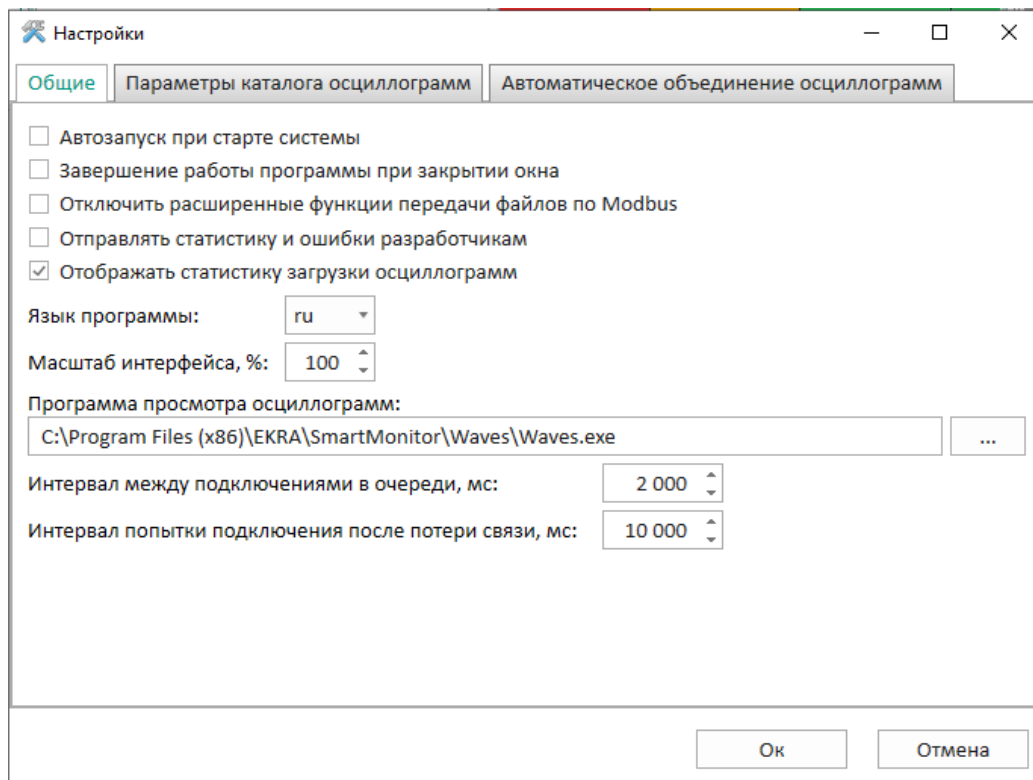 Настройки
Общие Параметры каталога осциллограмм Автоматическое объединение осциллограмм
Автозапуск при старте системы
Завершение работы программы при закрытии окна
Отключить расширенные функции передачи файлов по Modbus
Отправлять статистику и ошибки разработчикам
Отображать статистику загрузки осциллограмм
Язык программы: ru
Масштаб интерфейса, %: 100
Программа просмотра осциллограмм:
C:\Program Files (x86)\EKRA\SmartMonitor\Waves\Waves.exe ...
Интервал между подключениями в очереди, мс: 2 000
Интервал попытки подключения после потери связи, мс: 10 000
Ок Отмена